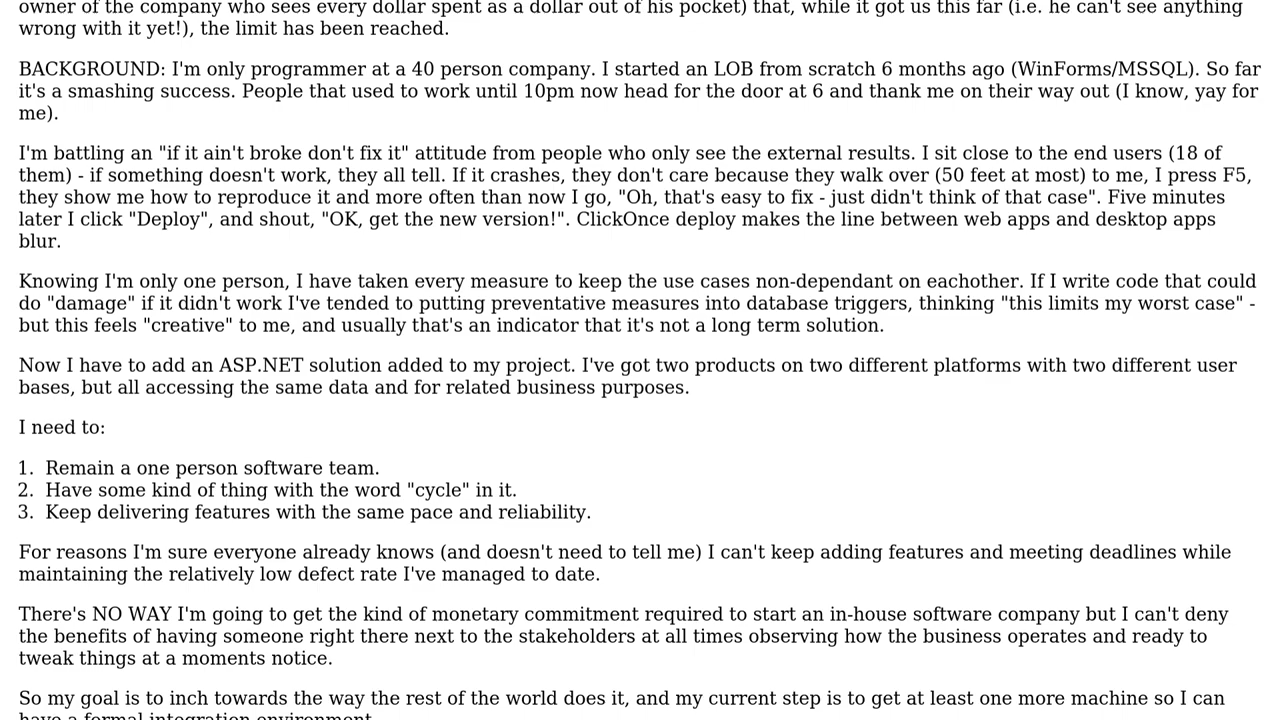 owner of the company who sees every dollar spent as a dollar out of his pocket) that, while it got us this far (i.e. he can't see anything
wrong with it yet!), the limit has been reached.
BACKGROUND: I'm only programmer at a 40 person company. I started an LOB from scratch 6 months ago (WinForms/MSSQL). So far
it's a smashing success. People that used to work until 10pm now head for the door at 6 and thank me on their way out (I know, yay for
me).
I'm battling an "if it ain't broke don't fix it" attitude from people who only see the external results. I sit close to the end users (18 of
them) - if something doesn't work, they all tell. If it crashes, they don't care because they walk over (50 feet at most) to me, I press F5,
they show me how to reproduce it and more often than now I go, "Oh, that's easy to fix - just didn't think of that case". Five minutes
later I click "Deploy", and shout, "OK, get the new version!". ClickOnce deploy makes the line between web apps and desktop apps
blur.
Knowing I'm only one person, I have taken every measure to keep the use cases non-dependant on eachother. If I write code that could
do "damage" if it didn't work I've tended to putting preventative measures into database triggers, thinking "this limits my worst case" -
but this feels "creative" to me, and usually that's an indicator that it's not a long term solution.
Now I have to add an ASP.NET solution added to my project. I've got two products on two different platforms with two different user
bases, but all accessing the same data and for related business purposes.
I need to:
1. Remain a one person software team.
2. Have some kind of thing with the word "cycle" in it.
3. Keep delivering features with the same pace and reliability.
For reasons I'm sure everyone already knows (and doesn't need to tell me) I can't keep adding features and meeting deadlines while
maintaining the relatively low defect rate I've managed to date.
There's NO WAY I'm going to get the kind of monetary commitment required to start an in-house software company but I can't deny
the benefits of having someone right there next to the stakeholders at all times observing how the business operates and ready to
tweak things at a moments notice.
So my goal is to inch towards the way the rest of the world does it, and my current step is to get at least one more machine so I can
have a formal integration environment.